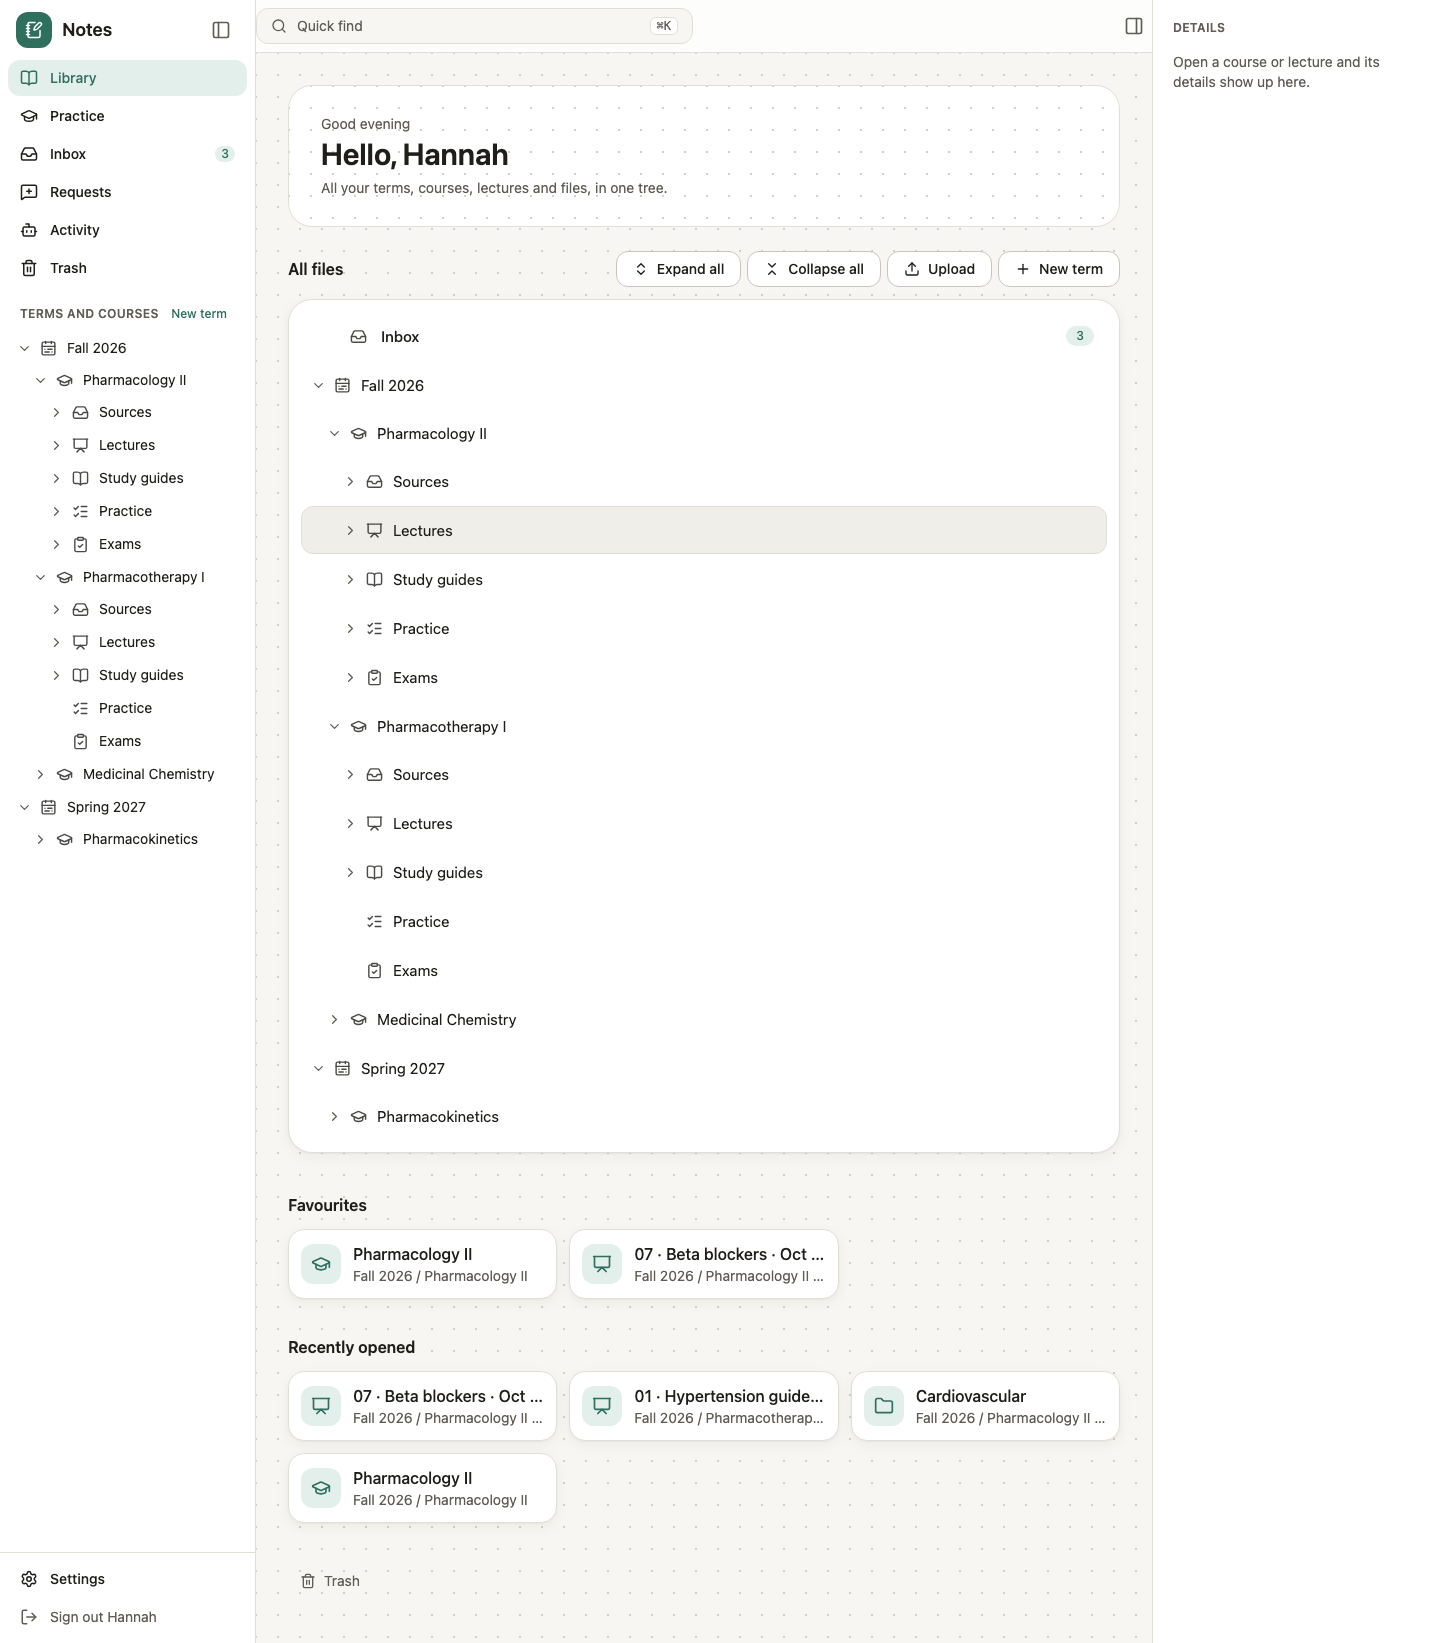 Notes
Library
Practice
Inbox 3
Requests
Activity
Trash
TERMS AND COURSES New term
Fall 2026
Pharmacology II
Sources
Lectures
Study guides
Practice
Exams
Pharmacotherapy I
Sources
Lectures
Study guides
Practice
Exams
Medicinal Chemistry
Spring 2027
Pharmacokinetics
Settings
Sign out Hannah
Quick find ⌘K
Good evening
Hello, Hannah
All your terms, courses, lectures and files, in one tree.
All files Expand all Collapse all Upload New term
Inbox 3
Fall 2026
Pharmacology II
Sources
Lectures
Study guides
Practice
Exams
Pharmacotherapy I
Sources
Lectures
Study guides
Practice
Exams
Medicinal Chemistry
Spring 2027
Pharmacokinetics
Favourites
Pharmacology II
Fall 2026 / Pharmacology II
07 · Beta blockers · Oct ...
Fall 2026 / Pharmacology II ...
Recently opened
07 · Beta blockers · Oct ...
Fall 2026 / Pharmacology II ...
01 · Hypertension guide...
Fall 2026 / Pharmacotherap...
Cardiovascular
Fall 2026 / Pharmacology II ...
Pharmacology II
Fall 2026 / Pharmacology II
Trash
DETAILS
Open a course or lecture and its
details show up here.